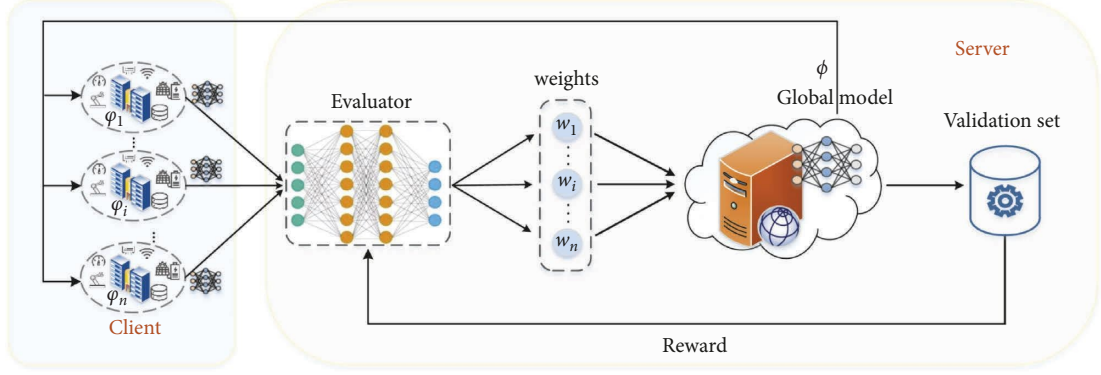 Server
ϕ
weights
Global model
Evaluator
Validation set
φ1
w1
φi
wi
φn
wn
Client
Reward